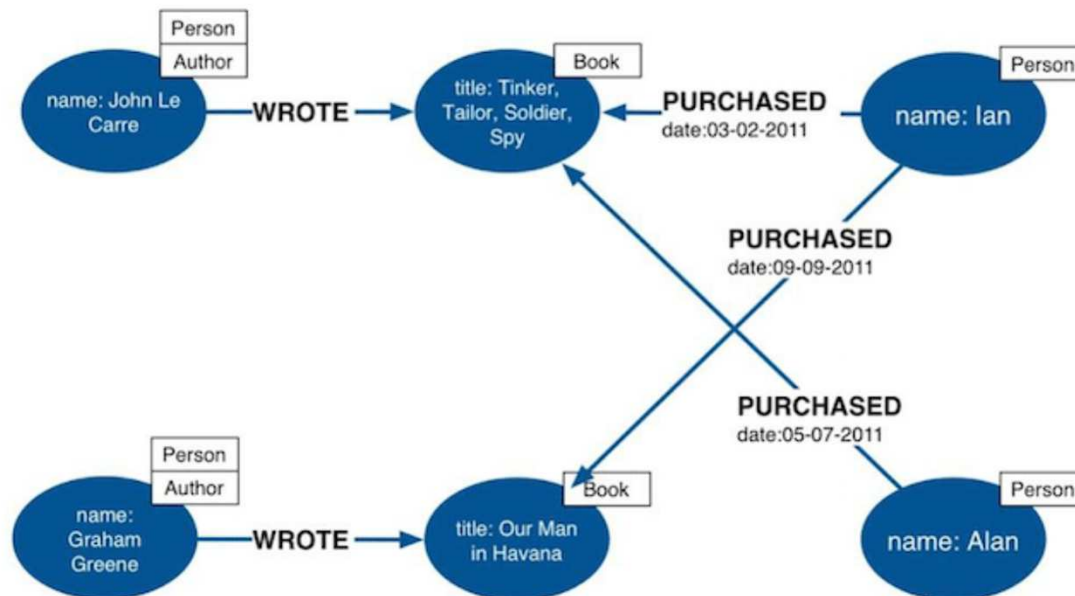 Person
Author
name: John Le
Carre
WROTE
Book
title: Tinker,
Tailor, Soldier,
Spy
PURCHASED
date:03-02-2011
Person
name: Ian
PURCHASED
date:09-09-2011
PURCHASED
date:05-07-2011
Person
Author
name:
Graham
Greene
WROTE
Book
title: Our Man
in Havana
Person
name: Alan